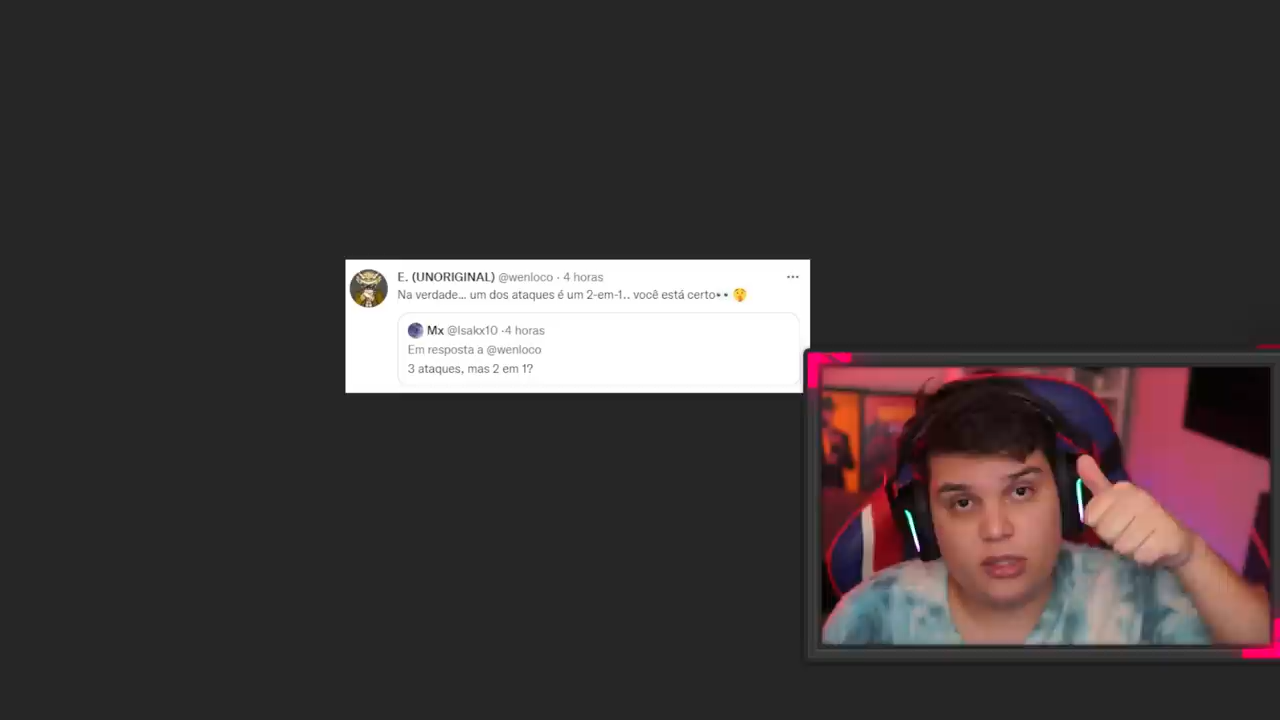 E. (UNORIGINAL) @wenloco · 4 horas
Na verdade... um dos ataques é um 2-em-1.. você está certo👀 🤫
Mx @Isakx10 ·4 horas
Em resposta a @wenloco
3 ataques, mas 2 em 1?